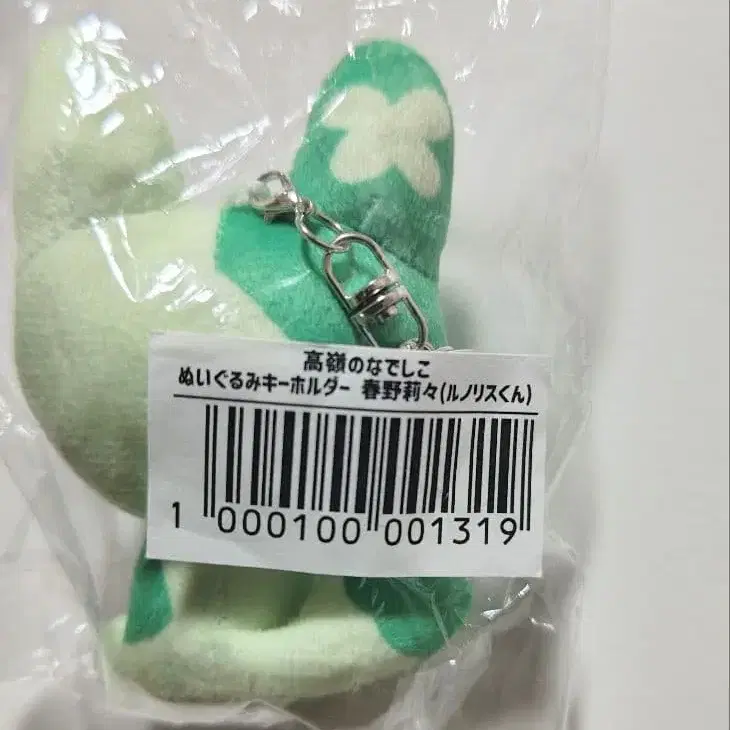 高嶺のなでしこ
ぬいぐるみキーホルダー 春野莉々(ルノリスくん)
1 000100 001319